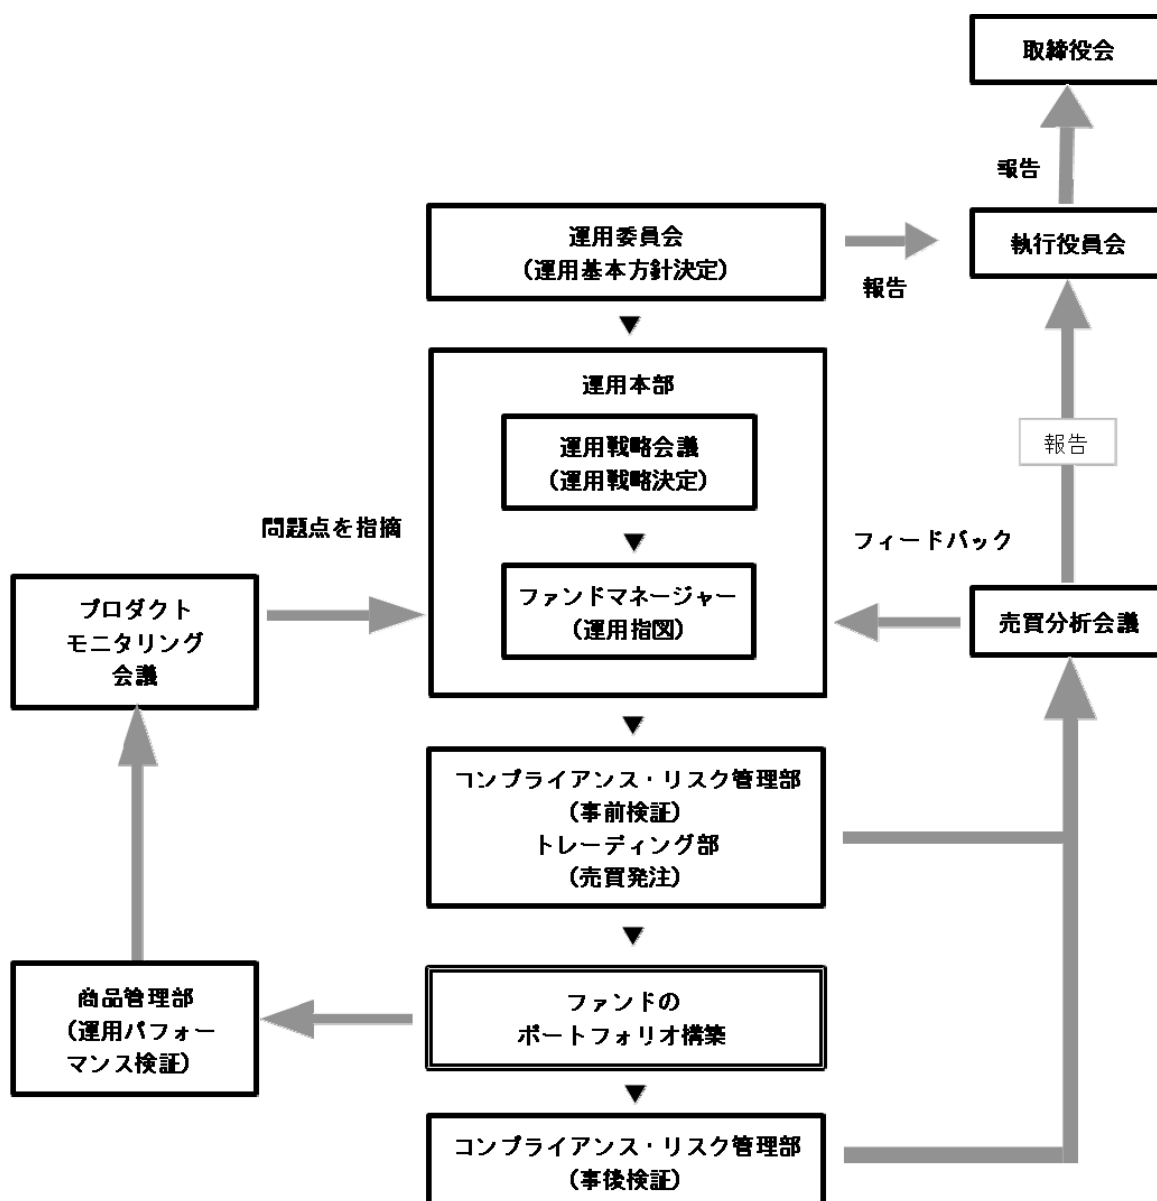 取締役会
報告
執行役員会
運用委員会
（運用基本方針決定）
報告
運用本部
運用戦略会議
（運用戦略決定）
報告
問題点を指摘
フィードバック
プロダクト
モニタリング
会議
ファンドマネージャー
（運用指図）
売買分析会議
コンプライアンス・リスク管理部
（事前検証）
トレーディング部
（売買発注）
商品管理部
（運用パフォー
マンス検証）
ファンドの
ポートフォリオ構築
コンプライアンス・リスク管理部
（事後検証）